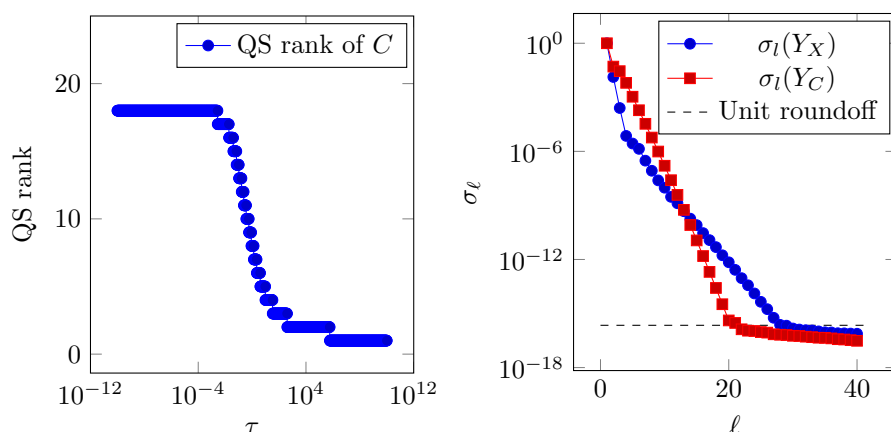 QS rank of C
20
10
0
QS rank
10^−12
10^−4
10^4
10^12
τ
σ_l(Y_X)
σ_l(Y_C)
Unit roundoff
10^0
10^−6
10^−12
10^−18
σ_ℓ
0
20
40
ℓ